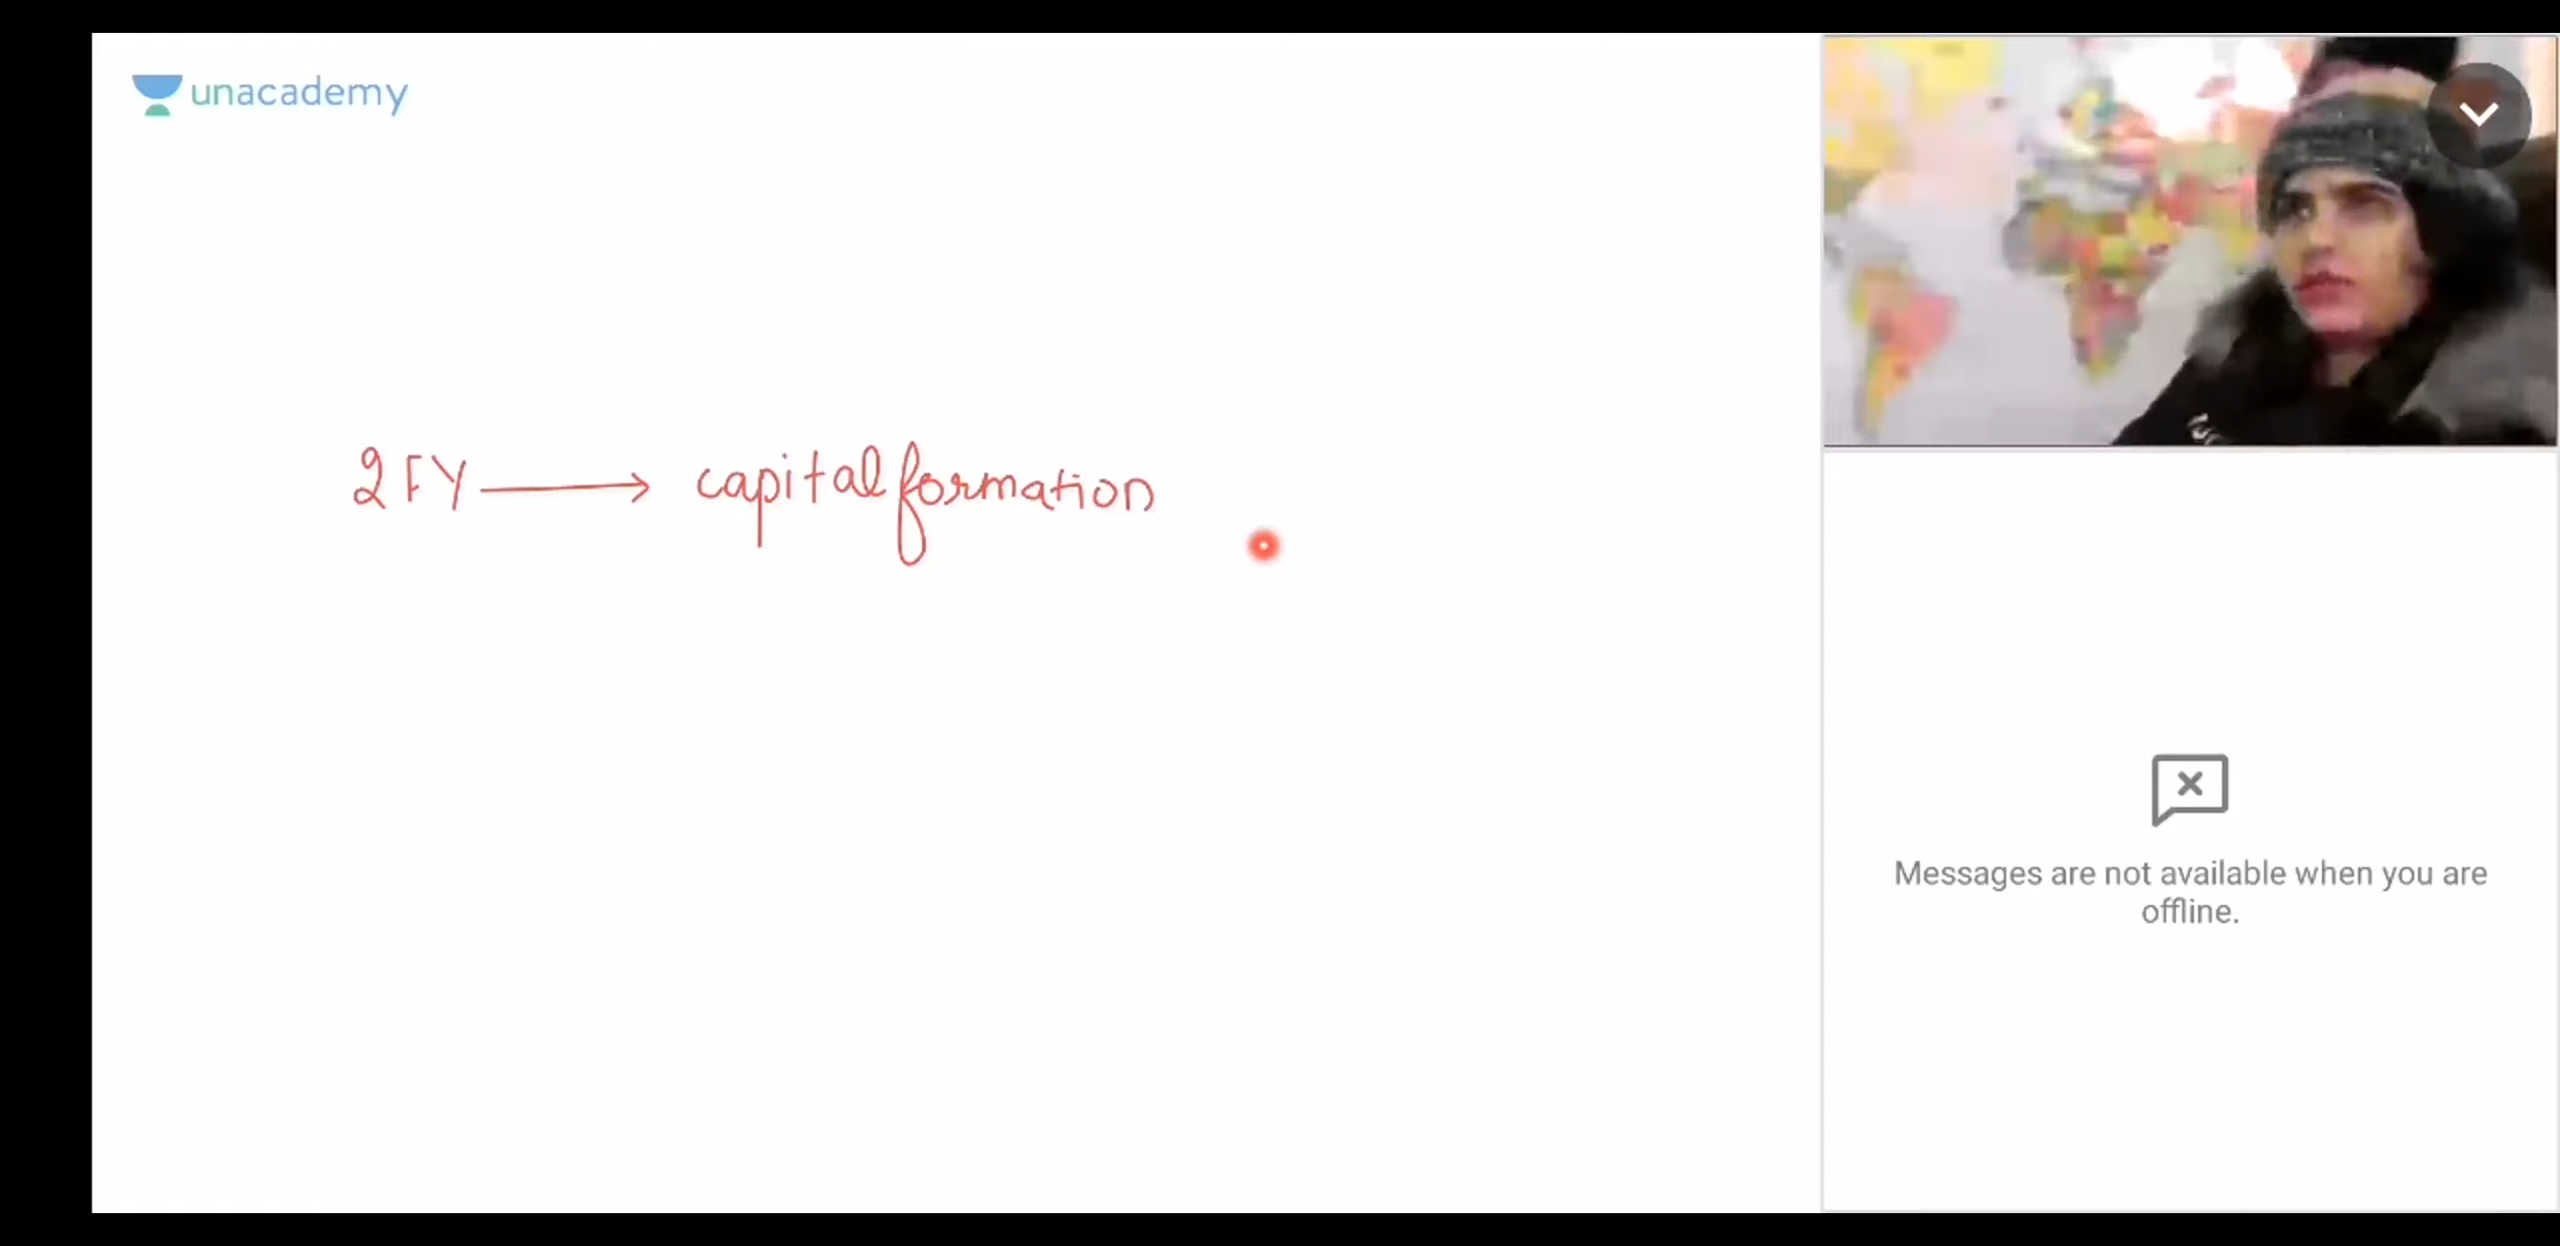 unacademy
2FY → capital formation
Messages are not available when you are
offline.